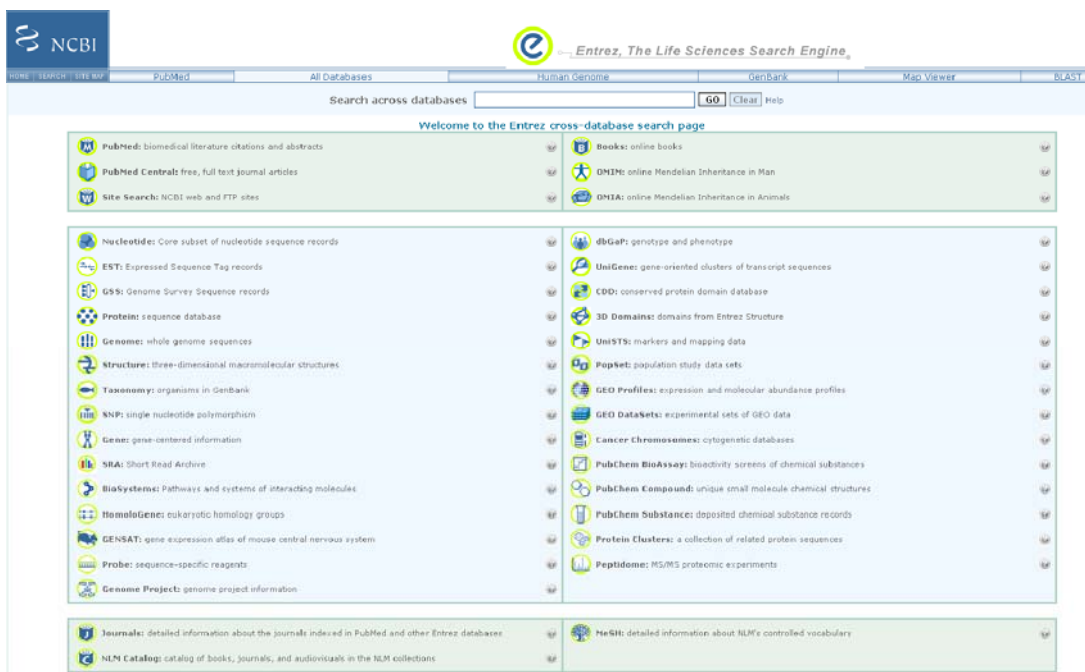 NCBI
Entrez, The Life Sciences Search Engine
HOME | SEARCH | SITE MAP PubMed All Databases Human Genome GenBank Map Viewer BLAST
Search across databases GO Clear Help
Welcome to the Entrez cross-database search page
PubMed: biomedical literature citations and abstracts
PubMed Central: free, full text journal articles
Site Search: NCBI web and FTP sites
Books: online books
OMIM: online Mendelian Inheritance in Man
OMIA: online Mendelian Inheritance in Animals
Nucleotide: Core subset of nucleotide sequence records
EST: Expressed Sequence Tag records
GSS: Genome Survey Sequence records
Protein: sequence database
Genome: whole genome sequences
Structure: three-dimensional macromolecular structures
Taxonomy: organisms in GenBank
SNP: single nucleotide polymorphism
Gene: gene-centered information
SRA: Short Read Archive
BioSystems: Pathways and systems of interacting molecules
HomoloGene: eukaryotic homology groups
GENSAT: gene expression atlas of mouse central nervous system
Probe: sequence-specific reagents
Genome Project: genome project information
dbGaP: genotype and phenotype
UniGene: gene-oriented clusters of transcript sequences
CDD: conserved protein domain database
3D Domains: domains from Entrez Structure
UniSTS: markers and mapping data
PopSet: population study data sets
GEO Profiles: expression and molecular abundance profiles
GEO DataSets: experimental sets of GEO data
Cancer Chromosomes: cytogenetic databases
PubChem BioAssay: bioactivity screens of chemical substances
PubChem Compound: unique small molecule chemical structures
PubChem Substance: deposited chemical substance records
Protein Clusters: a collection of related protein sequences
Peptidome: MS/MS proteomic experiments
Journals: detailed information about the journals indexed in PubMed and other Entrez databases
NLM Catalog: catalog of books, journals, and audiovisuals in the NLM collections
MeSH: detailed information about NLM's controlled vocabulary